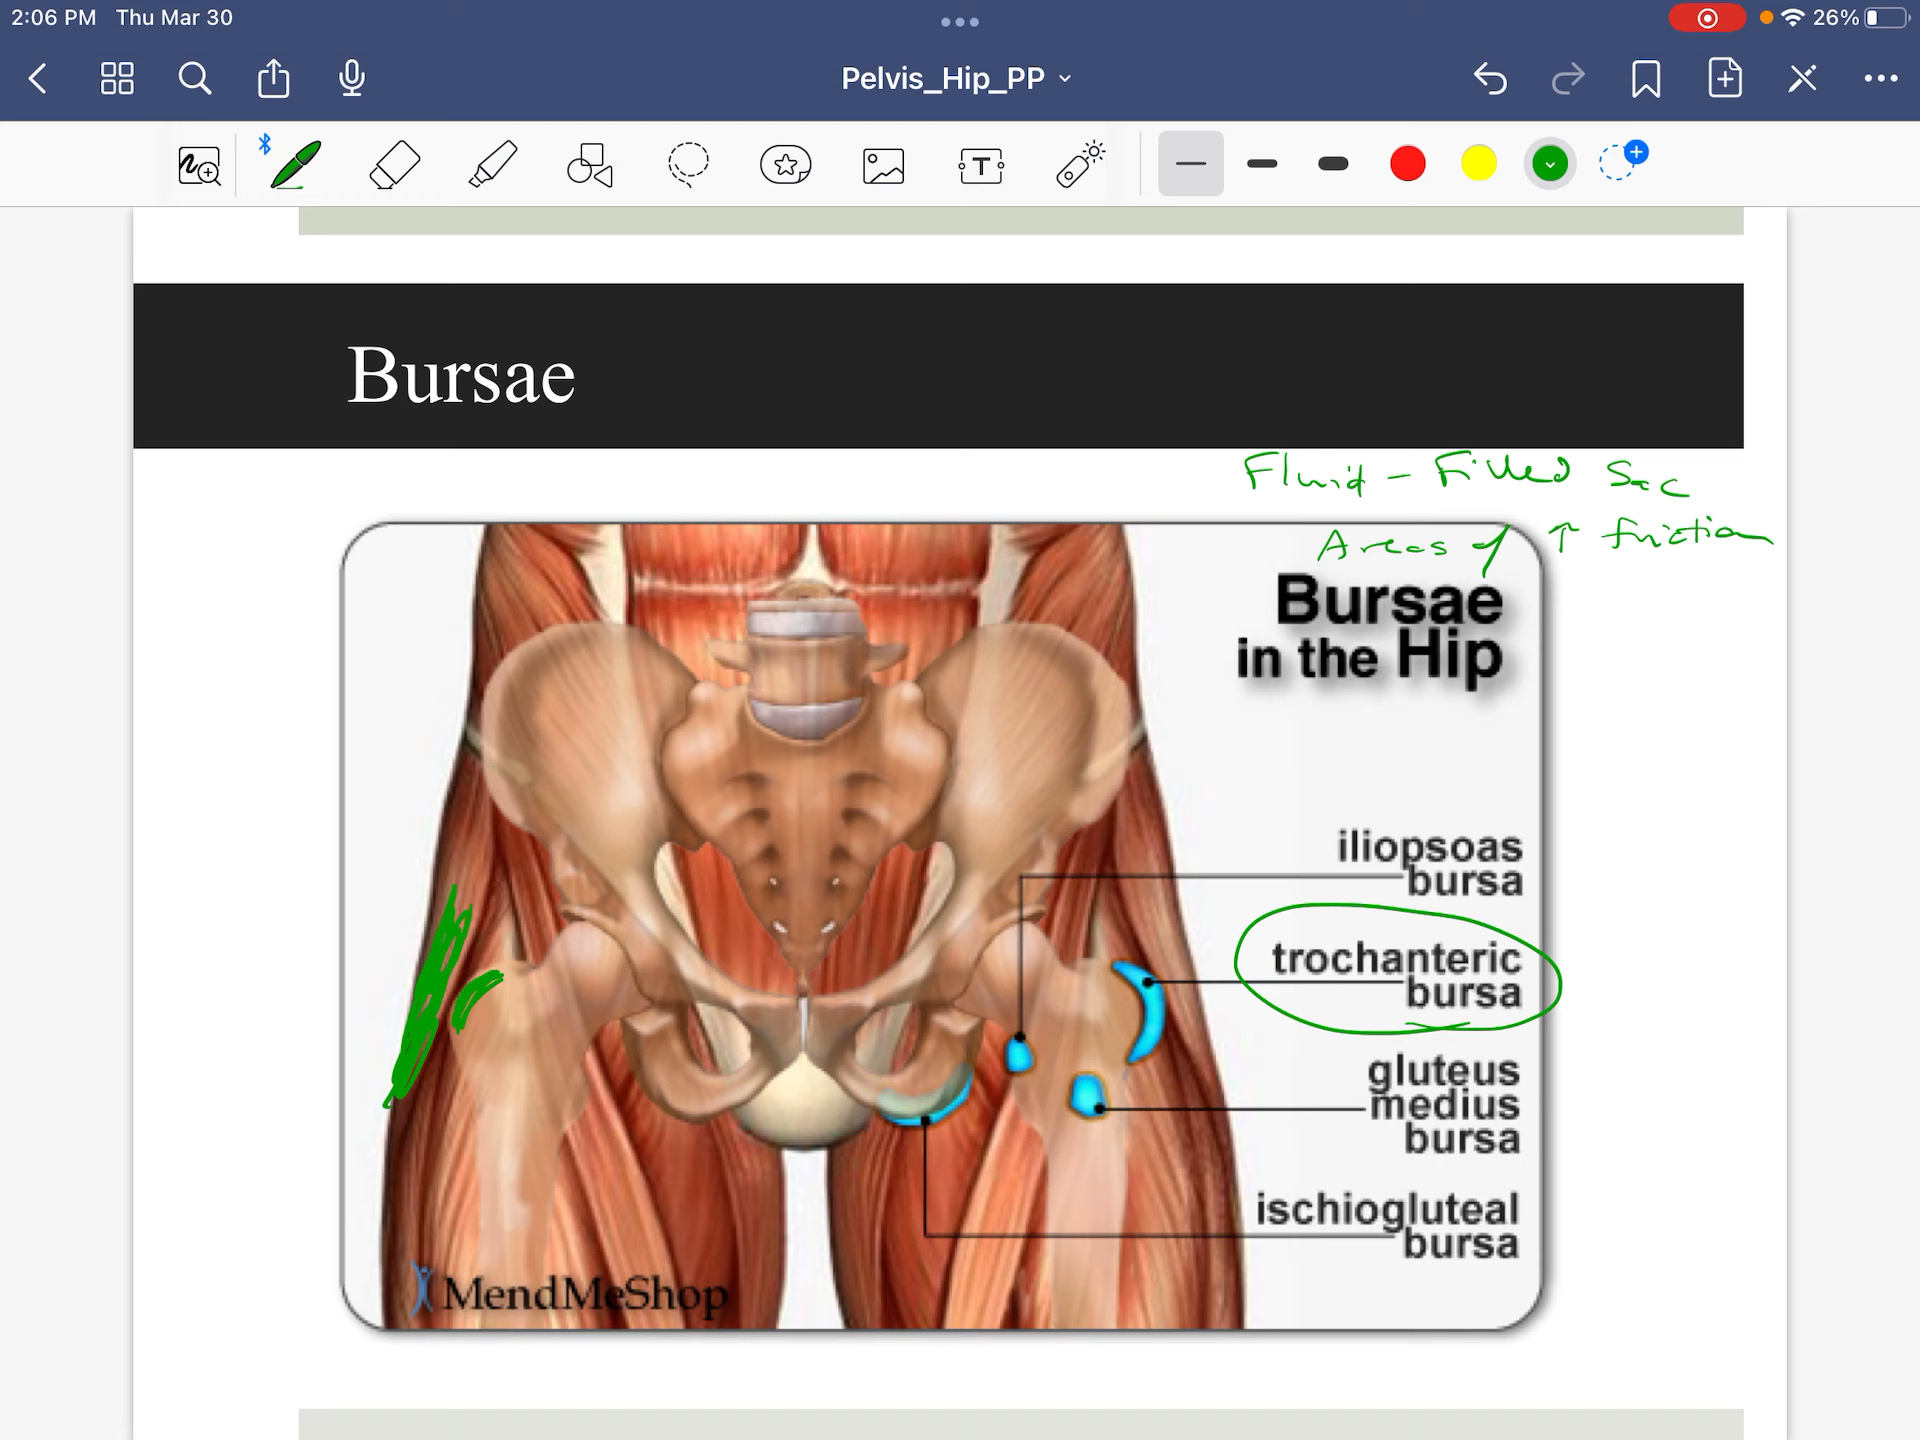 2:06 PM Thu Mar 30
26%
Pelvis_Hip_PP
T
Bursae
Fluid - Filled Sac
Areas of ↑ friction
Bursae
in the Hip
iliopsoas
bursa
trochanteric
bursa
gluteus
medius
bursa
ischiogluteal
bursa
MendMeShop